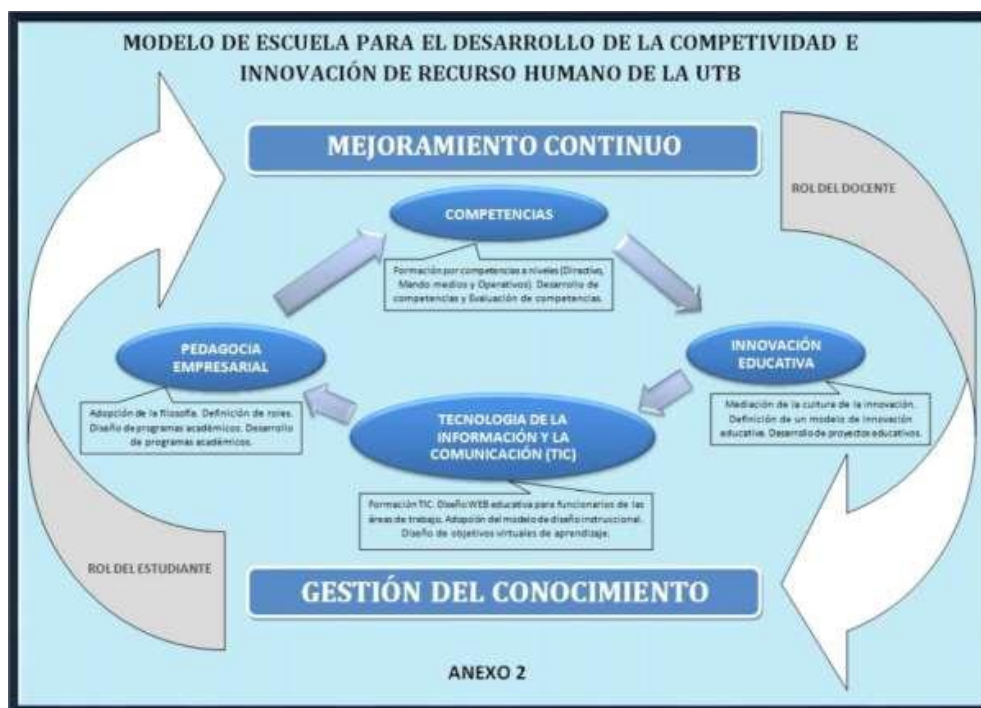 MODELO DE ESCUELA PARA EL DESARROLLO DE LA COMPETIVIDAD E
INNOVACIÓN DE RECURSO HUMANO DE LA UTB
MEJORAMIENTO CONTINUO
ROL DEL DOCENTE
COMPETENCIAS
Formación por competencias a niveles (Directivo,
Mando medios y Operativos). Desarrollo de
competencias y Evaluación de competencias.
PEDAGOCIA
EMPRESARIAL
Adopción de la filosofía. Definición de roles.
Diseño de programas académicos. Desarrollo
de programas académicos.
INNOVACIÓN
EDUCATIVA
Mediación de la cultura de la innovación.
Definición de un modelo de innovación
educativa. Desarrollo de proyectos educativos.
TECNOLOGIA DE LA
INFORMACIÓN Y LA
COMUNICACIÓN (TIC)
Formación TIC. Diseño WEB educativa para funcionarios de las
áreas de trabajo. Adopción del modelo de diseño instruccional.
Diseño de objetivos virtuales de aprendizaje.
ROL DEL ESTUDIANTE
GESTIÓN DEL CONOCIMIENTO
ANEXO 2